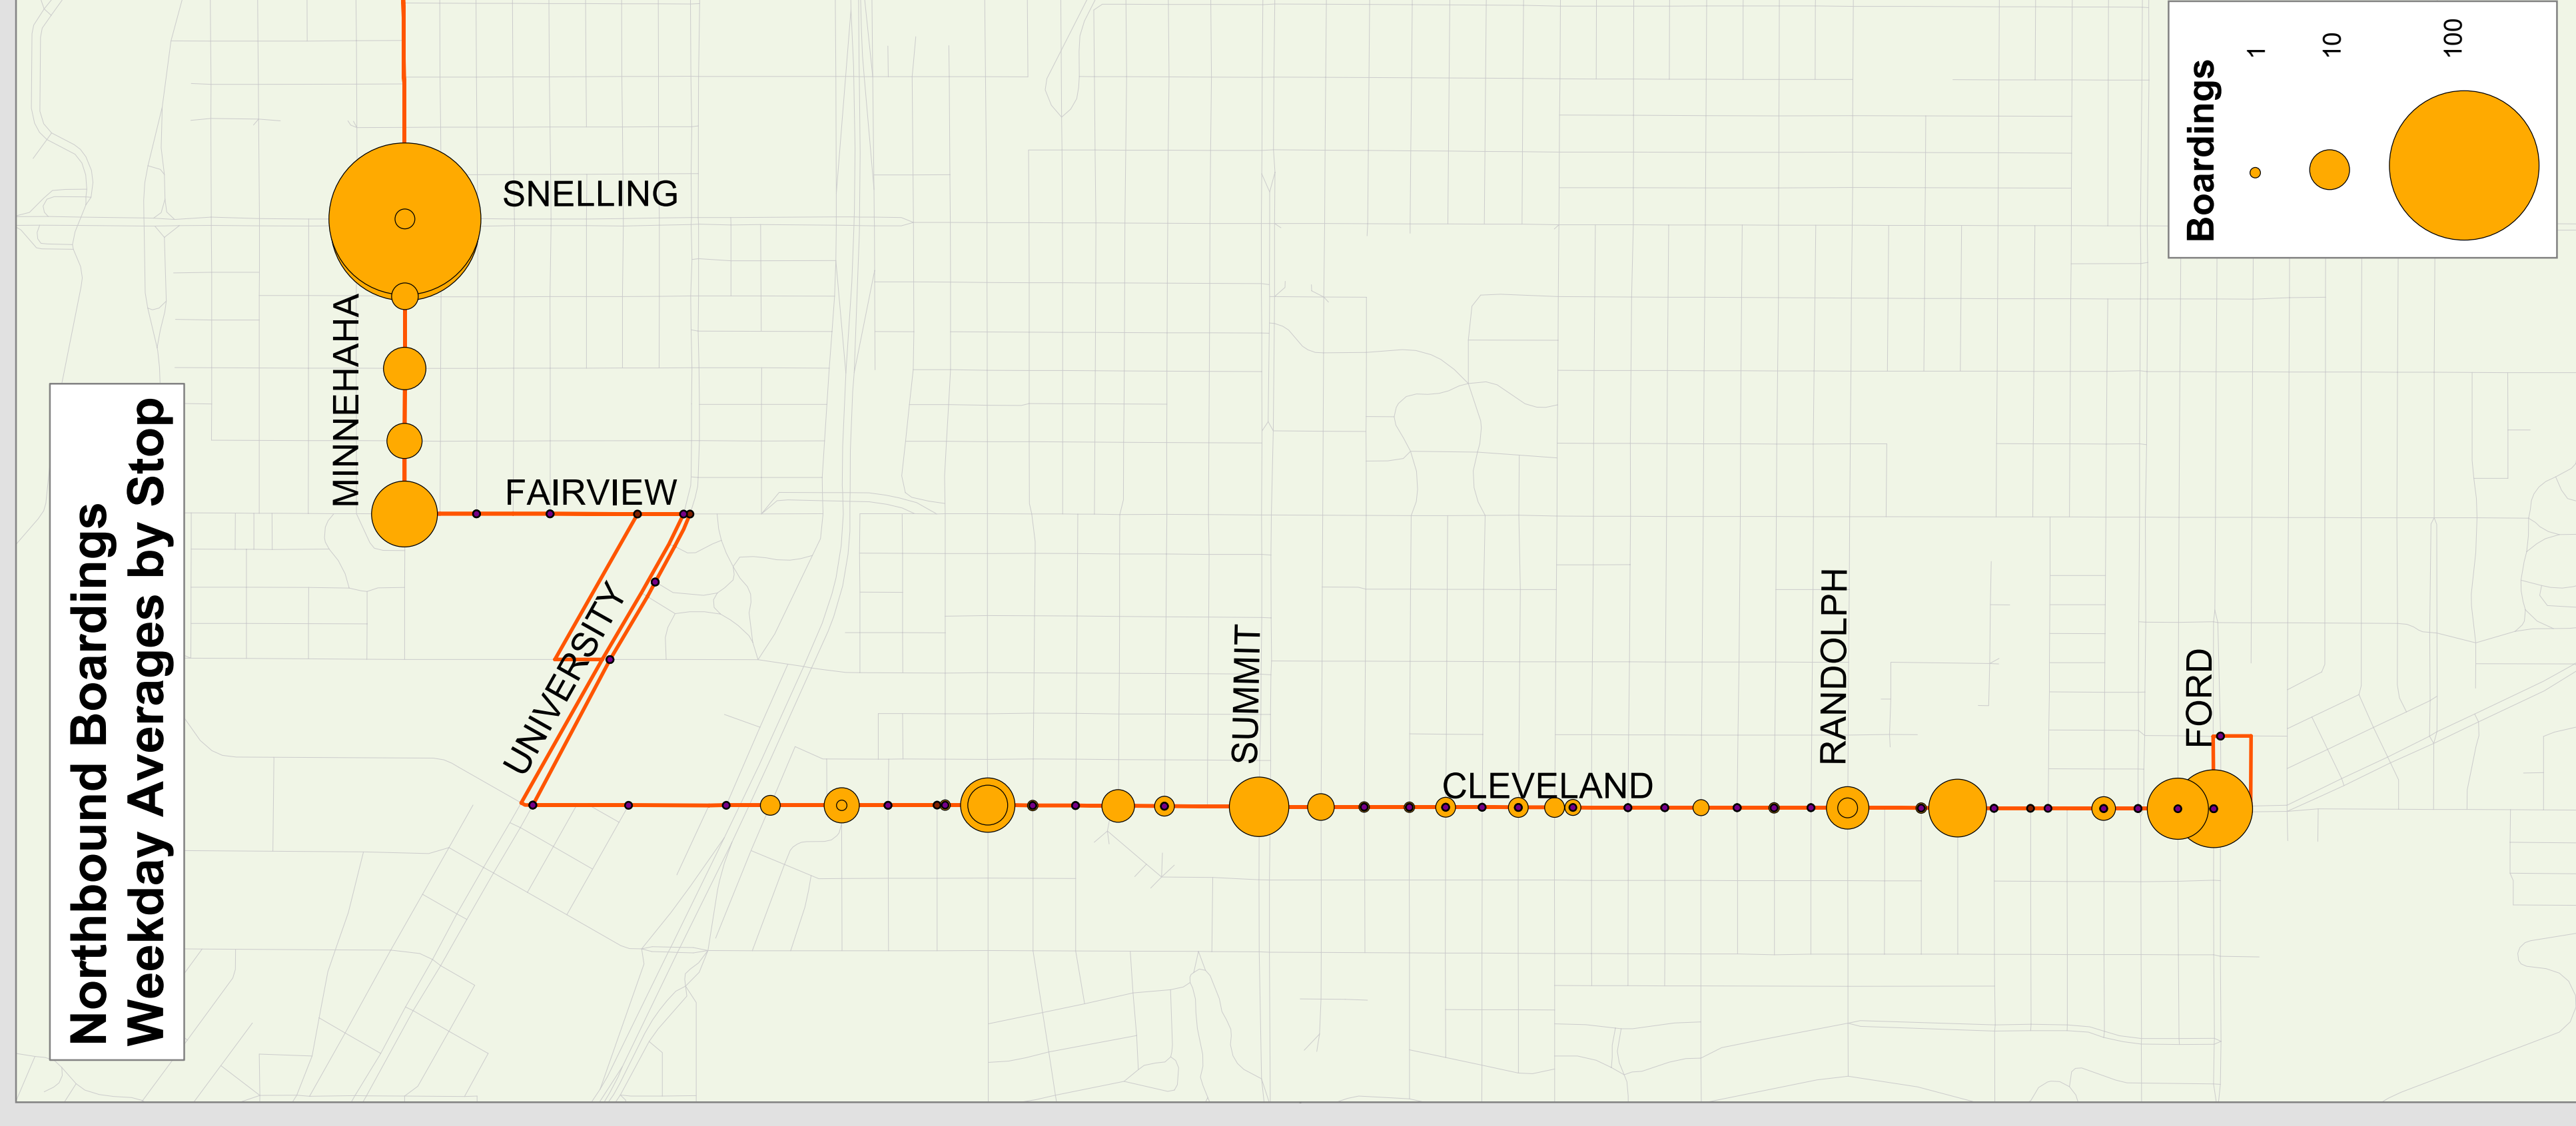 Northbound Boardings
Weekday Averages by Stop
MINNEHAHA
SNELLING
FAIRVIEW
UNIVERSITY
SUMMIT
CLEVELAND
RANDOLPH
FORD
Boardings
1
10
100